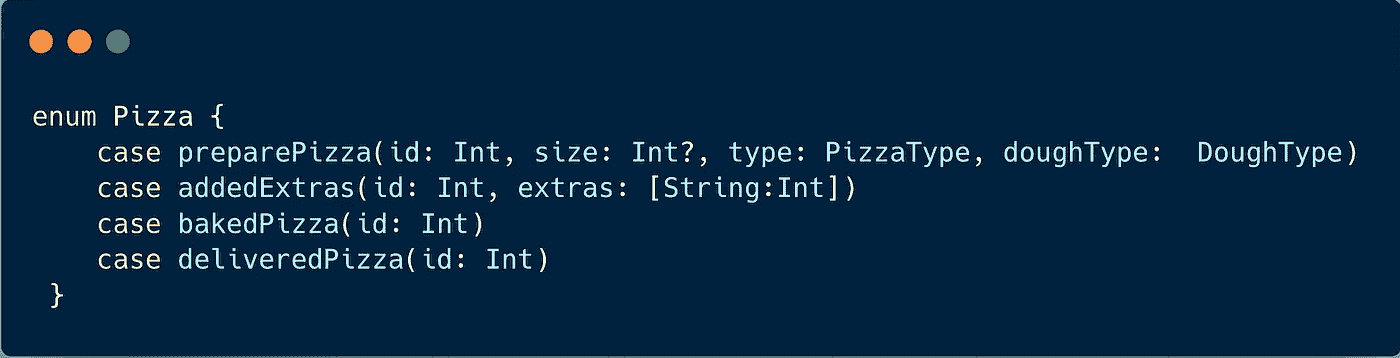 enum Pizza {
    case preparePizza(id: Int, size: Int?, type: PizzaType, doughType:  DoughType)
    case addedExtras(id: Int, extras: [String:Int])
    case bakedPizza(id: Int)
    case deliveredPizza(id: Int)
 }